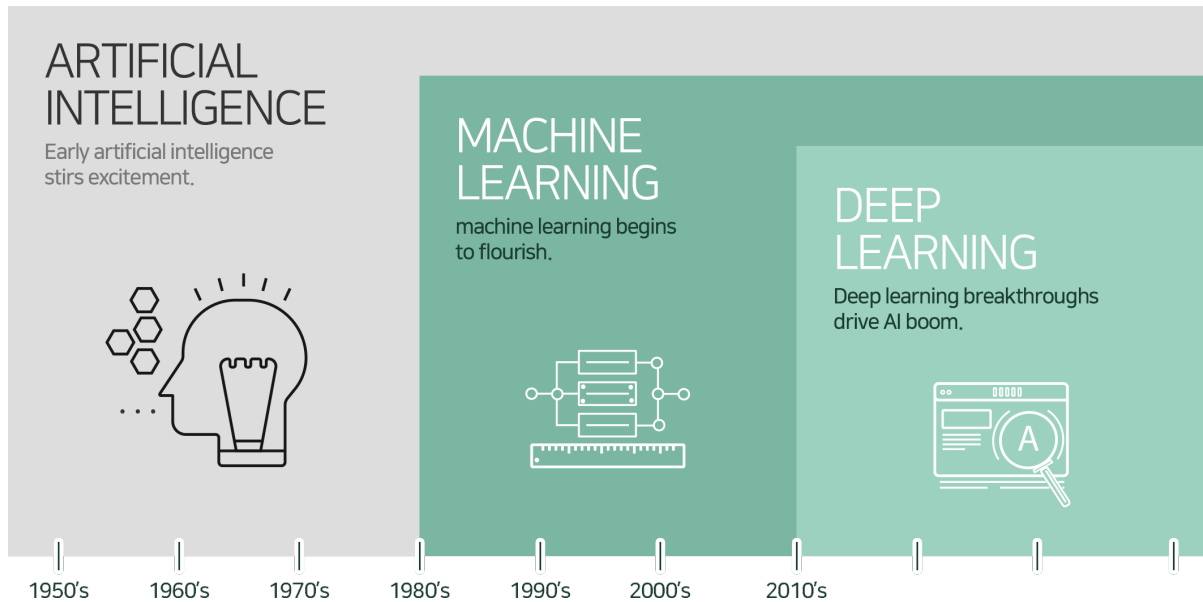 ARTIFICIAL
INTELLIGENCE
Early artificial intelligence
stirs excitement.
MACHINE
LEARNING
machine learning begins
to flourish.
DEEP
LEARNING
Deep learning breakthroughs
drive AI boom.
A
1950's 1960's 1970's 1980's 1990's 2000's 2010's